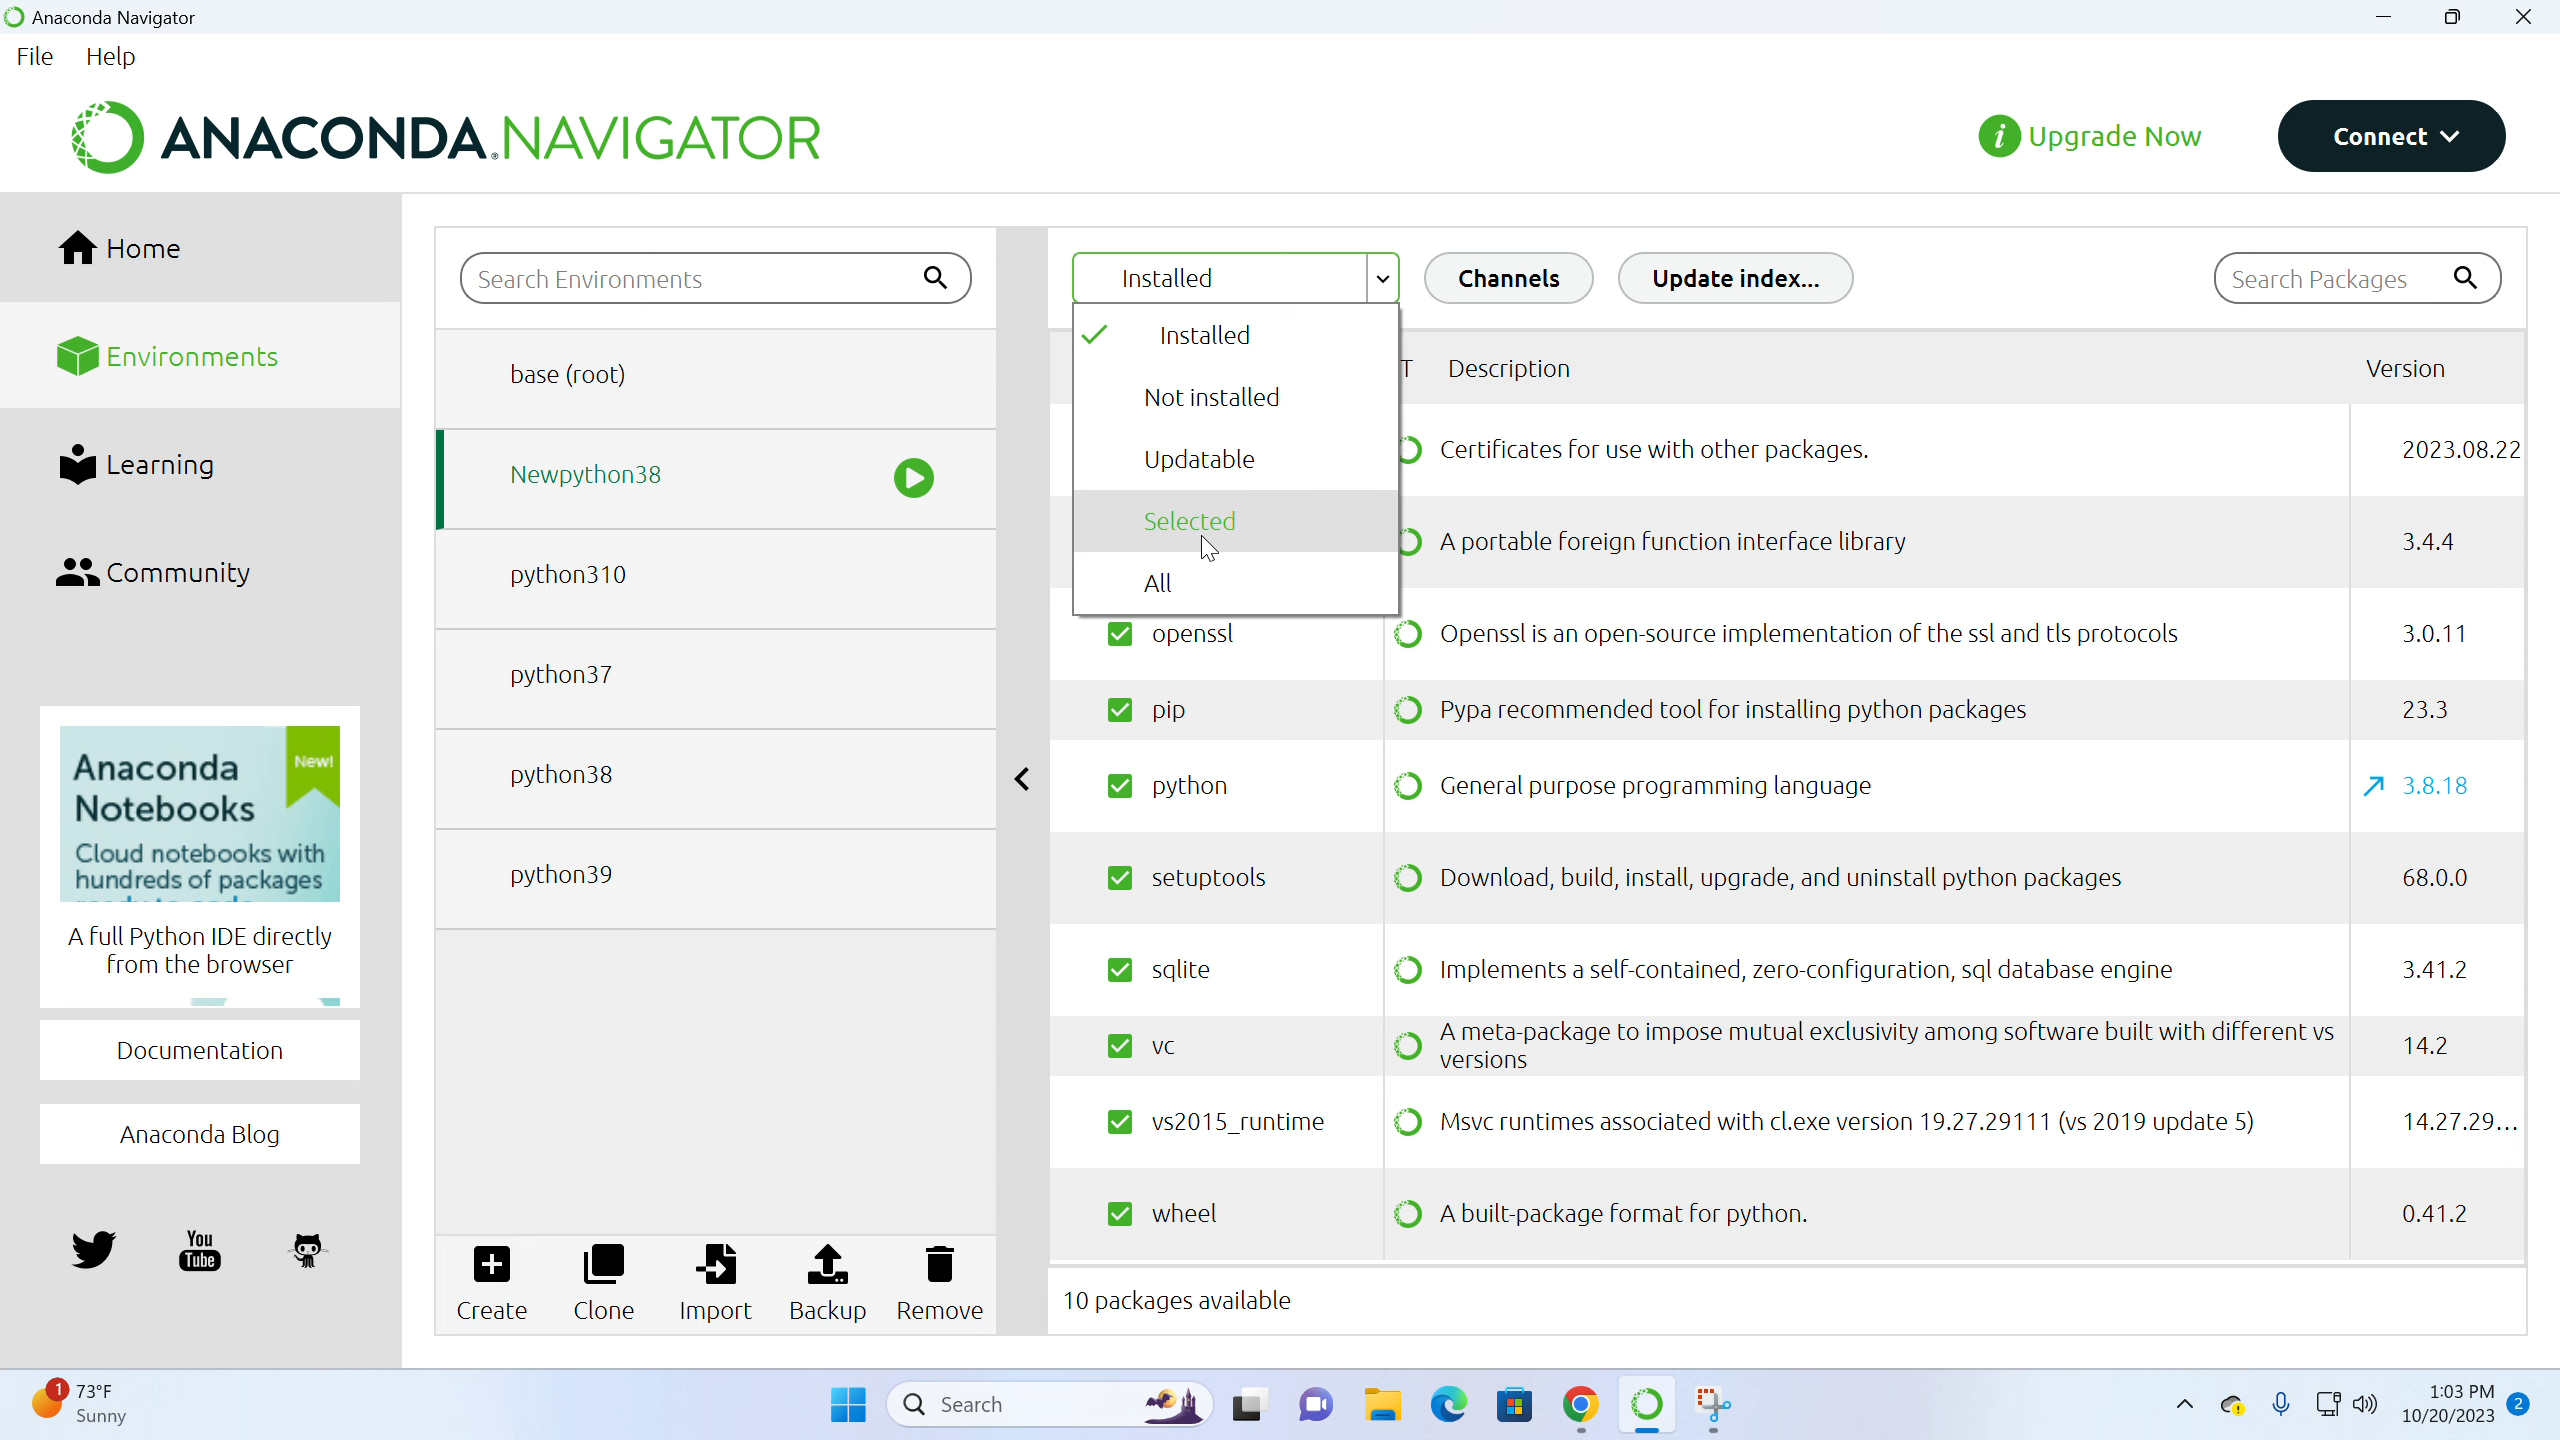 Anaconda Navigator
File Help
ANACONDA.NAVIGATOR
i Upgrade Now
Connect
Home
Environments
Learning
Community
Anaconda
Notebooks
New!
Cloud notebooks with
hundreds of packages
A full Python IDE directly
from the browser
Documentation
Anaconda Blog
You
Tube
Search Environments
base (root)
Newpython38
python310
python37
python38
python39
Create Clone Import Backup Remove
Installed
Channels
Update index...
Search Packages
Installed
Not installed
Updatable
Selected
All
T Description Version
Certificates for use with other packages. 2023.08.22
A portable foreign function interface library 3.4.4
openssl Openssl is an open-source implementation of the ssl and tls protocols 3.0.11
pip Pypa recommended tool for installing python packages 23.3
python General purpose programming language 3.8.18
setuptools Download, build, install, upgrade, and uninstall python packages 68.0.0
sqlite Implements a self-contained, zero-configuration, sql database engine 3.41.2
vc A meta-package to impose mutual exclusivity among software built with different vs
versions 14.2
vs2015_runtime Msvc runtimes associated with cl.exe version 19.27.29111 (vs 2019 update 5) 14.27.29...
wheel A built-package format for python. 0.41.2
10 packages available
1
73°F
Sunny
Search
1:03 PM
10/20/2023
2